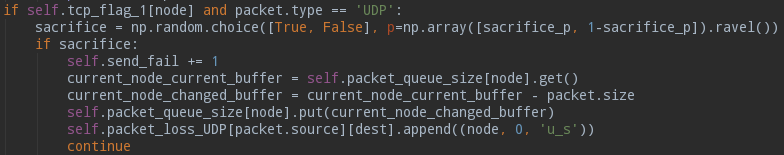 if self.tcp_flag_1[node] and packet.type == 'UDP':
    sacrifice = np.random.choice([True, False], p=np.array([sacrifice_p, 1-sacrifice_p]).ravel())
    if sacrifice:
        self.send_fail += 1
        current_node_current_buffer = self.packet_queue_size[node].get()
        current_node_changed_buffer = current_node_current_buffer - packet.size
        self.packet_queue_size[node].put(current_node_changed_buffer)
        self.packet_loss_UDP[packet.source][dest].append((node, 0, 'u_s'))
        continue